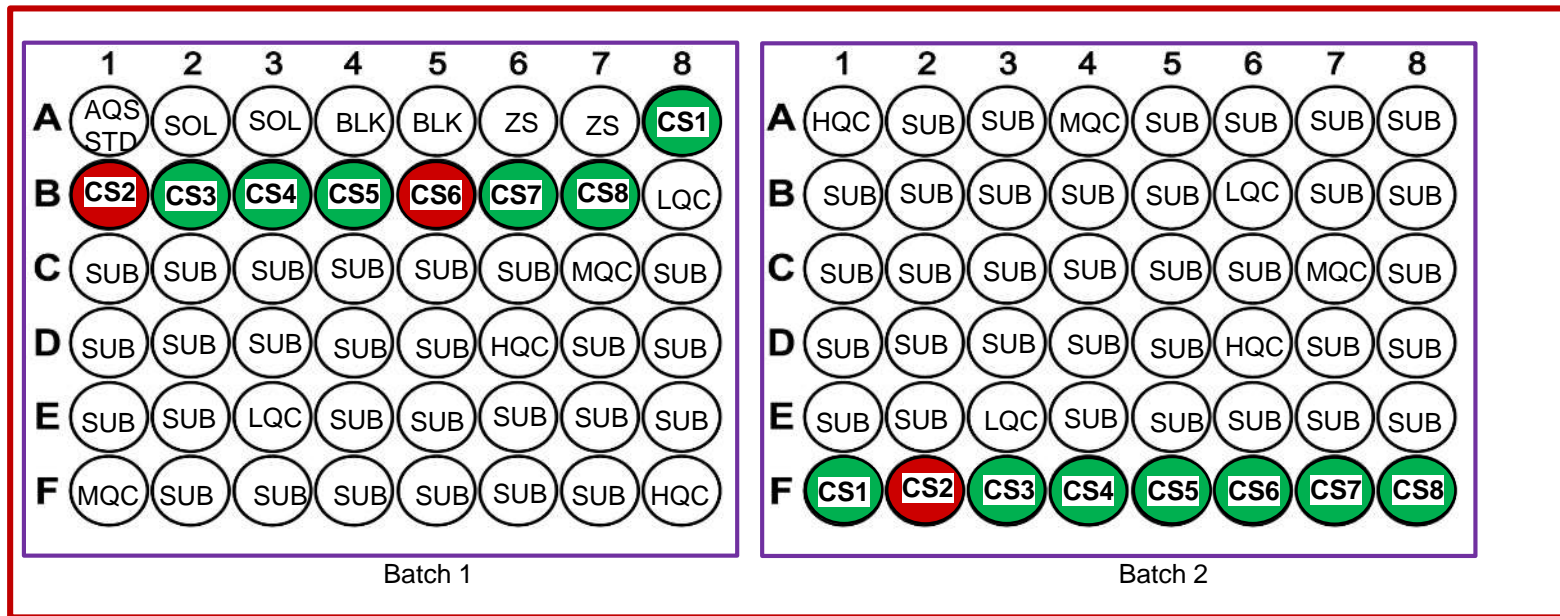 1 2 3 4 5 6 7 8
A AQS STD SOL SOL BLK BLK ZS ZS CS1
B CS2 CS3 CS4 CS5 CS6 CS7 CS8 LQC
C SUB SUB SUB SUB SUB SUB MQC SUB
D SUB SUB SUB SUB SUB HQC SUB SUB
E SUB SUB LQC SUB SUB SUB SUB SUB
F MQC SUB SUB SUB SUB SUB SUB HQC
Batch 1
1 2 3 4 5 6 7 8
A HQC SUB SUB MQC SUB SUB SUB SUB
B SUB SUB SUB SUB SUB LQC SUB SUB
C SUB SUB SUB SUB SUB SUB MQC SUB
D SUB SUB SUB SUB SUB HQC SUB SUB
E SUB SUB LQC SUB SUB SUB SUB SUB
F CS1 CS2 CS3 CS4 CS5 CS6 CS7 CS8
Batch 2